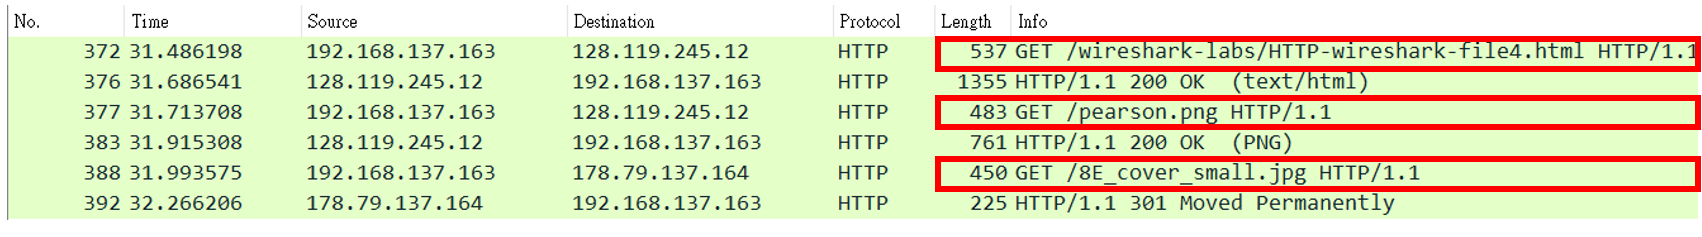 No. Time Source Destination Protocol Length Info
372 31.486198 192.168.137.163 128.119.245.12 HTTP 537 GET /wireshark-labs/HTTP-wireshark-file4.html HTTP/1.1
376 31.686541 128.119.245.12 192.168.137.163 HTTP 1355 HTTP/1.1 200 OK (text/html)
377 31.713708 192.168.137.163 128.119.245.12 HTTP 483 GET /pearson.png HTTP/1.1
383 31.915308 128.119.245.12 192.168.137.163 HTTP 761 HTTP/1.1 200 OK (PNG)
388 31.993575 192.168.137.163 178.79.137.164 HTTP 450 GET /8E_cover_small.jpg HTTP/1.1
392 32.266206 178.79.137.164 192.168.137.163 HTTP 225 HTTP/1.1 301 Moved Permanently